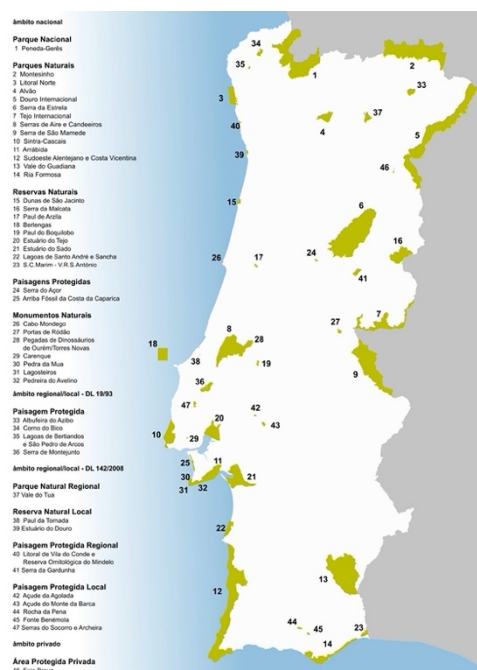 âmbito nacional
Parque Nacional
1 Peneda-Gerês
Parques Naturais
2 Montesinho
3 Litoral Norte
4 Alvão
5 Douro Internacional
6 Serra da Estrela
7 Tejo Internacional
8 Serras de Aire e Candeeiros
9 Serra de São Mamede
10 Sintra-Cascais
11 Arrábida
12 Sudoeste Alentejano e Costa Vicentina
13 Vale do Guadiana
14 Ria Formosa
Reservas Naturais
15 Dunas de São Jacinto
16 Serra da Malcata
17 Paul de Arzila
18 Berlengas
19 Paul do Boquilobo
20 Estuário do Tejo
21 Estuário do Sado
22 Lagoas de Santo André e Sancha
23 S.C.Marim - V.R.S.António
Paisagens Protegidas
24 Serra do Açor
25 Arriba Fóssil da Costa da Caparica
Monumentos Naturais
26 Cabo Mondego
27 Portas de Ródão
28 Pegadas de Dinossáurios
de Ourém/Torres Novas
29 Carenque
30 Pedra da Mua
31 Lagosteiros
32 Pedreira do Avelino
âmbito regional/local - DL 19/93
Paisagem Protegida
33 Albufeira do Azibo
34 Corno do Bico
35 Lagoas de Bertiandos
e São Pedro de Arcos
36 Serra de Montejunto
âmbito regional/local - DL 142/2008
Parque Natural Regional
37 Vale do Tua
Reserva Natural Local
38 Paul da Tornada
39 Estuário do Douro
Paisagem Protegida Regional
40 Litoral de Vila do Conde e
Reserva Ornitológica do Mindelo
41 Serra da Gardunha
Paisagem Protegida Local
42 Açude da Agolada
43 Açude do Monte da Barca
44 Rocha da Pena
45 Fonte Benémola
47 Serras do Socorro e Archeira
âmbito privado
Área Protegida Privada
46 Faia Brava
34
35
1
2
33
3
4
37
5
40
39
46
15
6
16
26
17
24
41
7
27
18
8
28
38
19
9
36
47
42
43
20
10
29
25
11
30
31
32
21
22
12
13
44
45
23
14